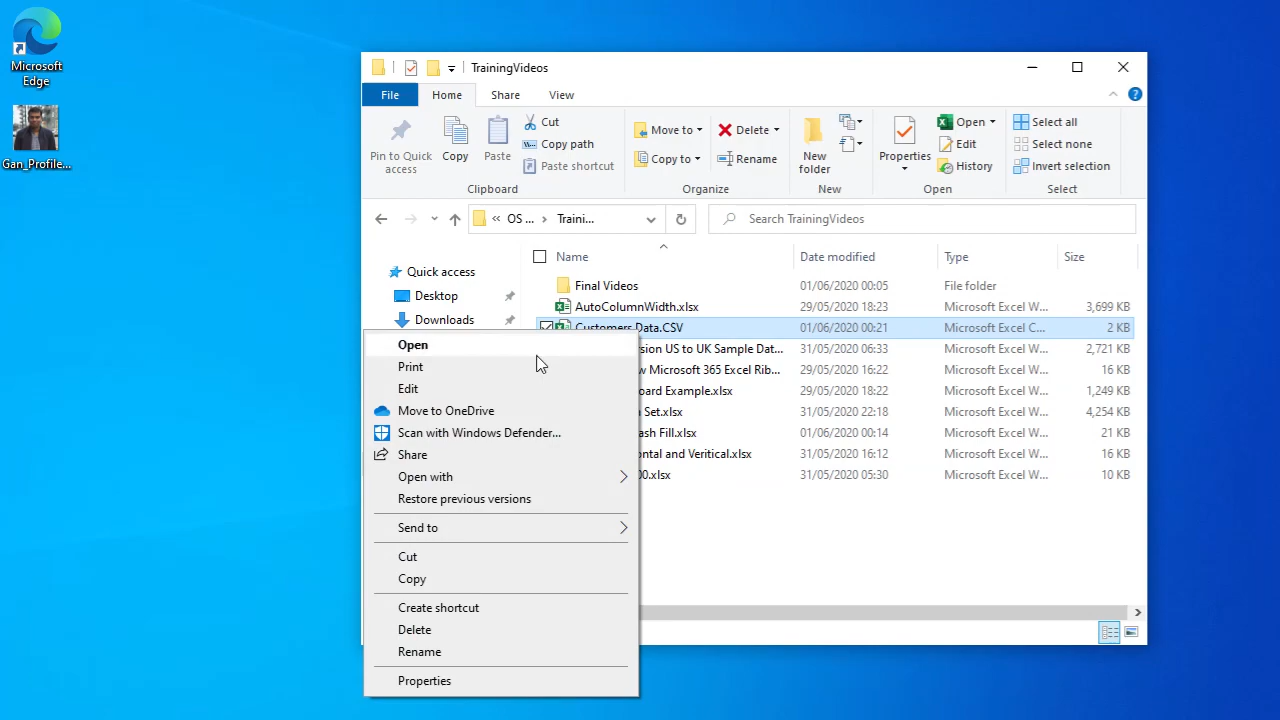 Microsoft
Edge
Gan_Profile...
TrainingVideos
File
Home
Share
View
Pin to Quick
access
Copy
Paste
Cut
Copy path
Paste shortcut
Clipboard
Move to
Copy to
Delete
Rename
Organize
New
folder
New
Properties
Open
Edit
History
Open
Select all
Select none
Invert selection
Select
« OS ... › Traini...
Search TrainingVideos
Name Date modified Type Size
Quick access
Desktop
Downloads
Final Videos 01/06/2020 00:05 File folder
AutoColumnWidth.xlsx 29/05/2020 18:23 Microsoft Excel W... 3,699 KB
Customers Data.CSV 01/06/2020 00:21 Microsoft Excel C... 2 KB
sion US to UK Sample Dat... 31/05/2020 06:33 Microsoft Excel W... 2,721 KB
w Microsoft 365 Excel Rib... 29/05/2020 16:22 Microsoft Excel W... 16 KB
oard Example.xlsx 29/05/2020 18:22 Microsoft Excel W... 1,249 KB
Set.xlsx 31/05/2020 22:18 Microsoft Excel W... 4,254 KB
ash Fill.xlsx 01/06/2020 00:14 Microsoft Excel W... 21 KB
ontal and Veritical.xlsx 31/05/2020 16:12 Microsoft Excel W... 16 KB
00.xlsx 31/05/2020 05:30 Microsoft Excel W... 10 KB
Open
Print
Edit
Move to OneDrive
Scan with Windows Defender...
Share
Open with
Restore previous versions
Send to
Cut
Copy
Create shortcut
Delete
Rename
Properties